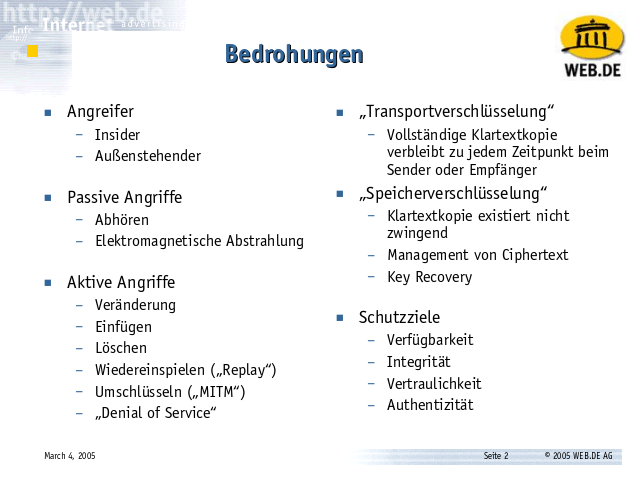 http://web.de
Internet advertising
Info
http://
Bedrohungen
WEB.DE
Angreifer
– Insider
– Außenstehender
Passive Angriffe
– Abhören
– Elektromagnetische Abstrahlung
Aktive Angriffe
– Veränderung
– Einfügen
– Löschen
– Wiedereinspielen („Replay“)
– Umschlüsseln („MITM“)
– „Denial of Service“
„Transportverschlüsselung“
– Vollständige Klartextkopie
verbleibt zu jedem Zeitpunkt beim
Sender oder Empfänger
„Speicherverschlüsselung“
– Klartextkopie existiert nicht
zwingend
– Management von Ciphertext
– Key Recovery
Schutzziele
– Verfügbarkeit
– Integrität
– Vertraulichkeit
– Authentizität
March 4, 2005
Seite 2
© 2005 WEB.DE AG